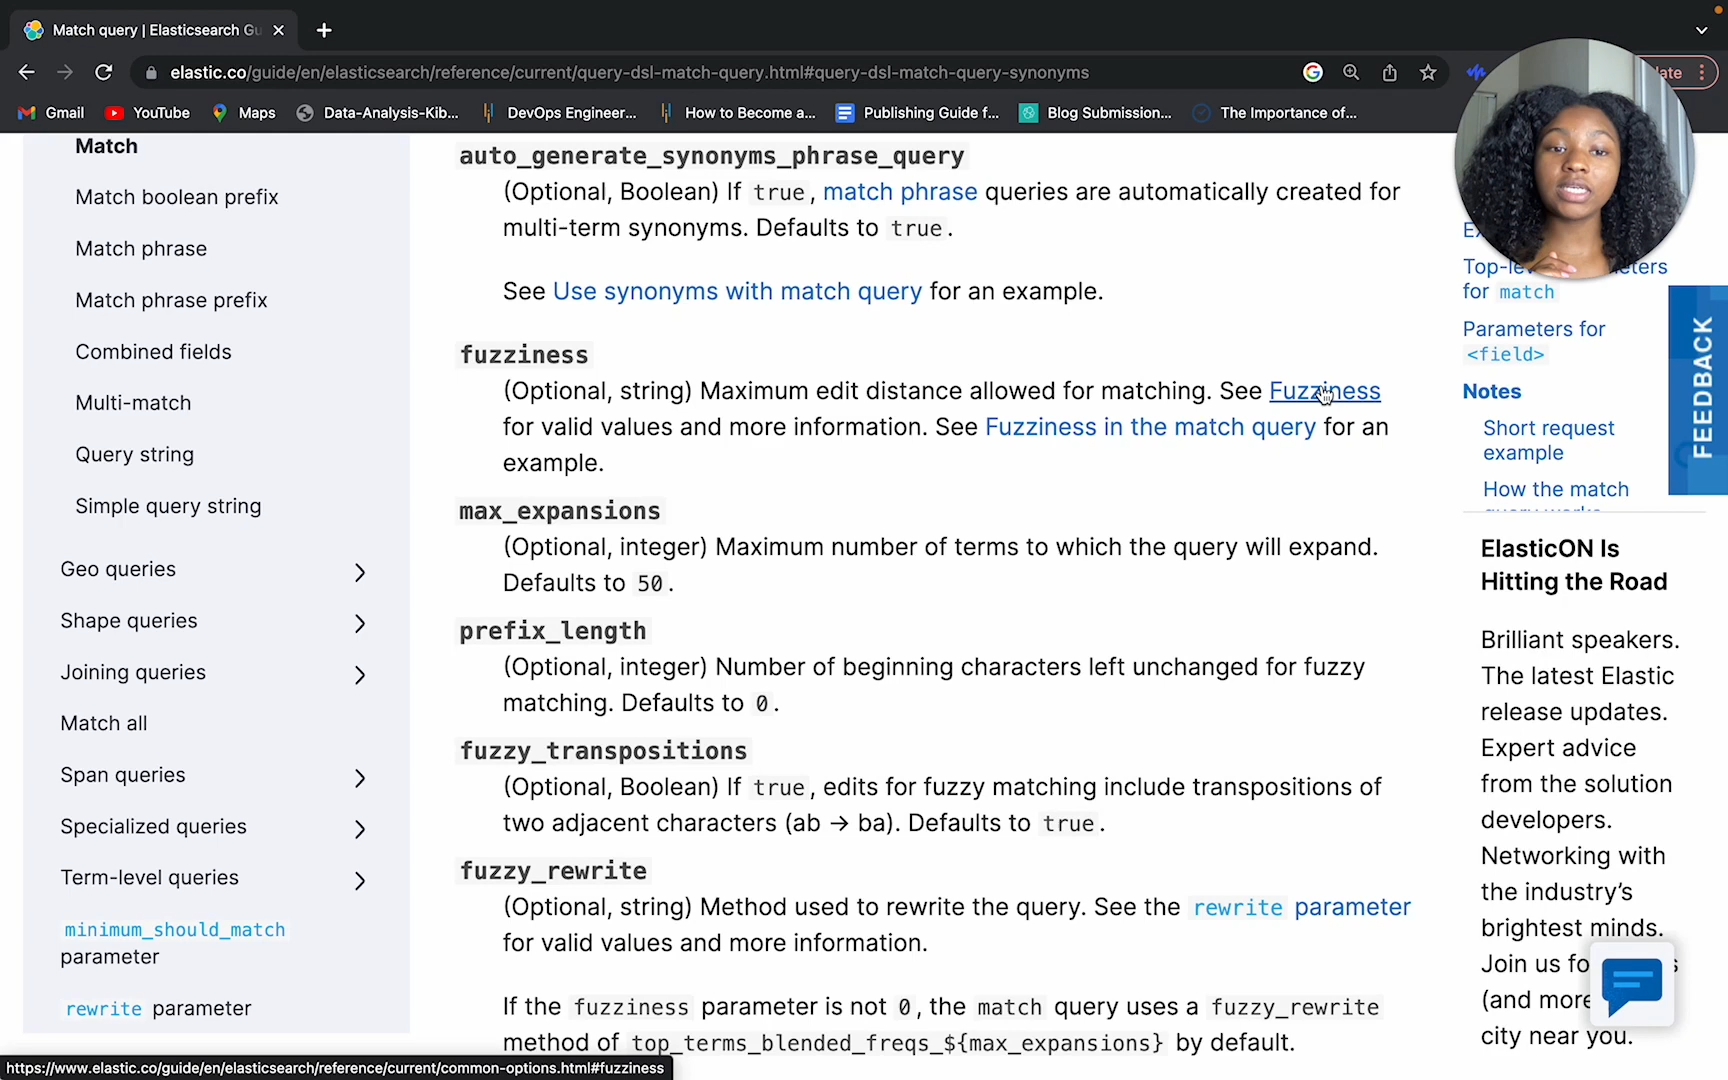 Match query | Elasticsearch Gu
elastic.co/guide/en/elasticsearch/reference/current/query-dsl-match-query.html#query-dsl-match-query-synonyms
Gmail
YouTube
Maps
Data-Analysis-Kib...
DevOps Engineer...
How to Become a...
Publishing Guide f...
Blog Submission...
The Importance of...
Match
Match boolean prefix
Match phrase
Match phrase prefix
Combined fields
Multi-match
Query string
Simple query string
Geo queries
Shape queries
Joining queries
Match all
Span queries
Specialized queries
Term-level queries
minimum_should_match
parameter
rewrite parameter
auto_generate_synonyms_phrase_query
(Optional, Boolean) If true, match phrase queries are automatically created for
multi-term synonyms. Defaults to true.
See Use synonyms with match query for an example.
fuzziness
(Optional, string) Maximum edit distance allowed for matching. See Fuzziness
for valid values and more information. See Fuzziness in the match query for an
example.
max_expansions
(Optional, integer) Maximum number of terms to which the query will expand.
Defaults to 50.
prefix_length
(Optional, integer) Number of beginning characters left unchanged for fuzzy
matching. Defaults to 0.
fuzzy_transpositions
(Optional, Boolean) If true, edits for fuzzy matching include transpositions of
two adjacent characters (ab → ba). Defaults to true.
fuzzy_rewrite
(Optional, string) Method used to rewrite the query. See the rewrite parameter
for valid values and more information.
If the fuzziness parameter is not 0, the match query uses a fuzzy_rewrite
method of top_terms_blended_freqs_${max_expansions} by default.
for match
Parameters for
<field>
Notes
Short request
example
How the match
FEEDBACK
ElasticON Is
Hitting the Road
Brilliant speakers.
The latest Elastic
release updates.
Expert advice
from the solution
developers.
Networking with
the industry's
brightest minds.
Join us
(and more
city near you.
https://www.elastic.co/guide/en/elasticsearch/reference/current/common-options.html#fuzziness